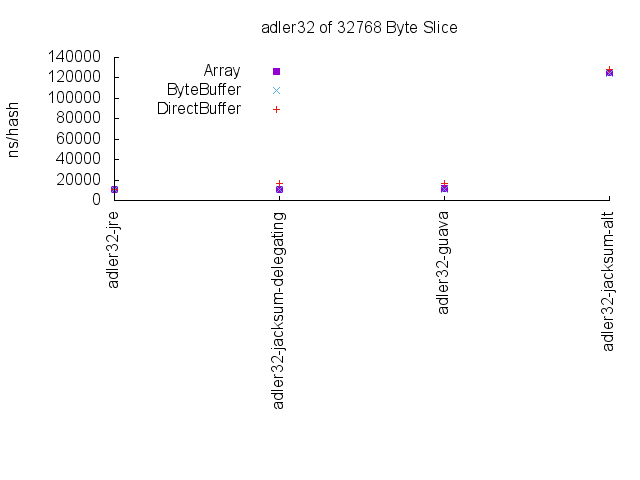 adler32 of 32768 Byte Slice
ns/hash
140000
120000
100000
80000
60000
40000
20000
0
Array
ByteBuffer
DirectBuffer
adler32-jre
adler32-jacksum-delegating
adler32-guava
adler32-jacksum-alt